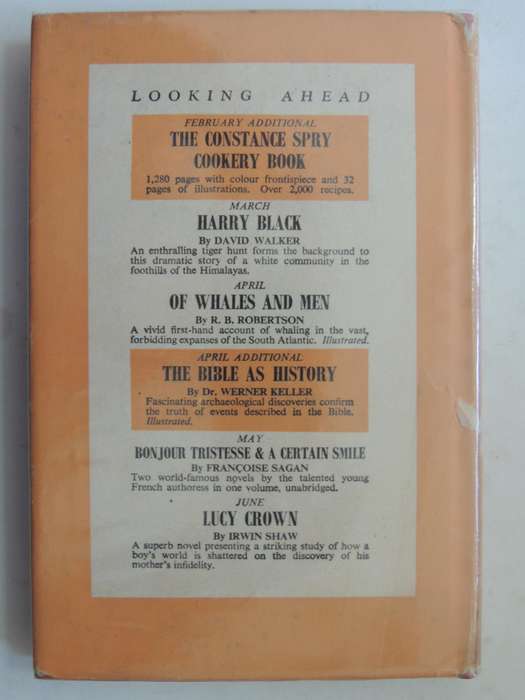 LOOKING AHEAD
FEBRUARY ADDITIONAL
THE CONSTANCE SPRY
COOKERY BOOK
1,280 pages with colour frontispiece and 32
pages of illustrations. Over 2,000 recipes.
MARCH
HARRY BLACK
By DAVID WALKER
An enthralling tiger hunt forms the background to
this dramatic story of a white community in the
foothills of the Himalayas.
APRIL
OF WHALES AND MEN
By R. B. ROBERTSON
A vivid first-hand account of whaling in the vast,
forbidding expanses of the South Atlantic. Illustrated.
APRIL ADDITIONAL
THE BIBLE AS HISTORY
By Dr. WERNER KELLER
Fascinating archaeological discoveries confirm
the truth of events described in the Bible.
Illustrated.
MAY
BONJOUR TRISTESSE & A CERTAIN SMILE
By FRANÇOISE SAGAN
Two world-famous novels by the talented young
French authoress in one volume, unabridged.
JUNE
LUCY CROWN
By IRWIN SHAW
A superb novel presenting a striking study of how a
boy's world is shattered on the discovery of his
mother's infidelity.